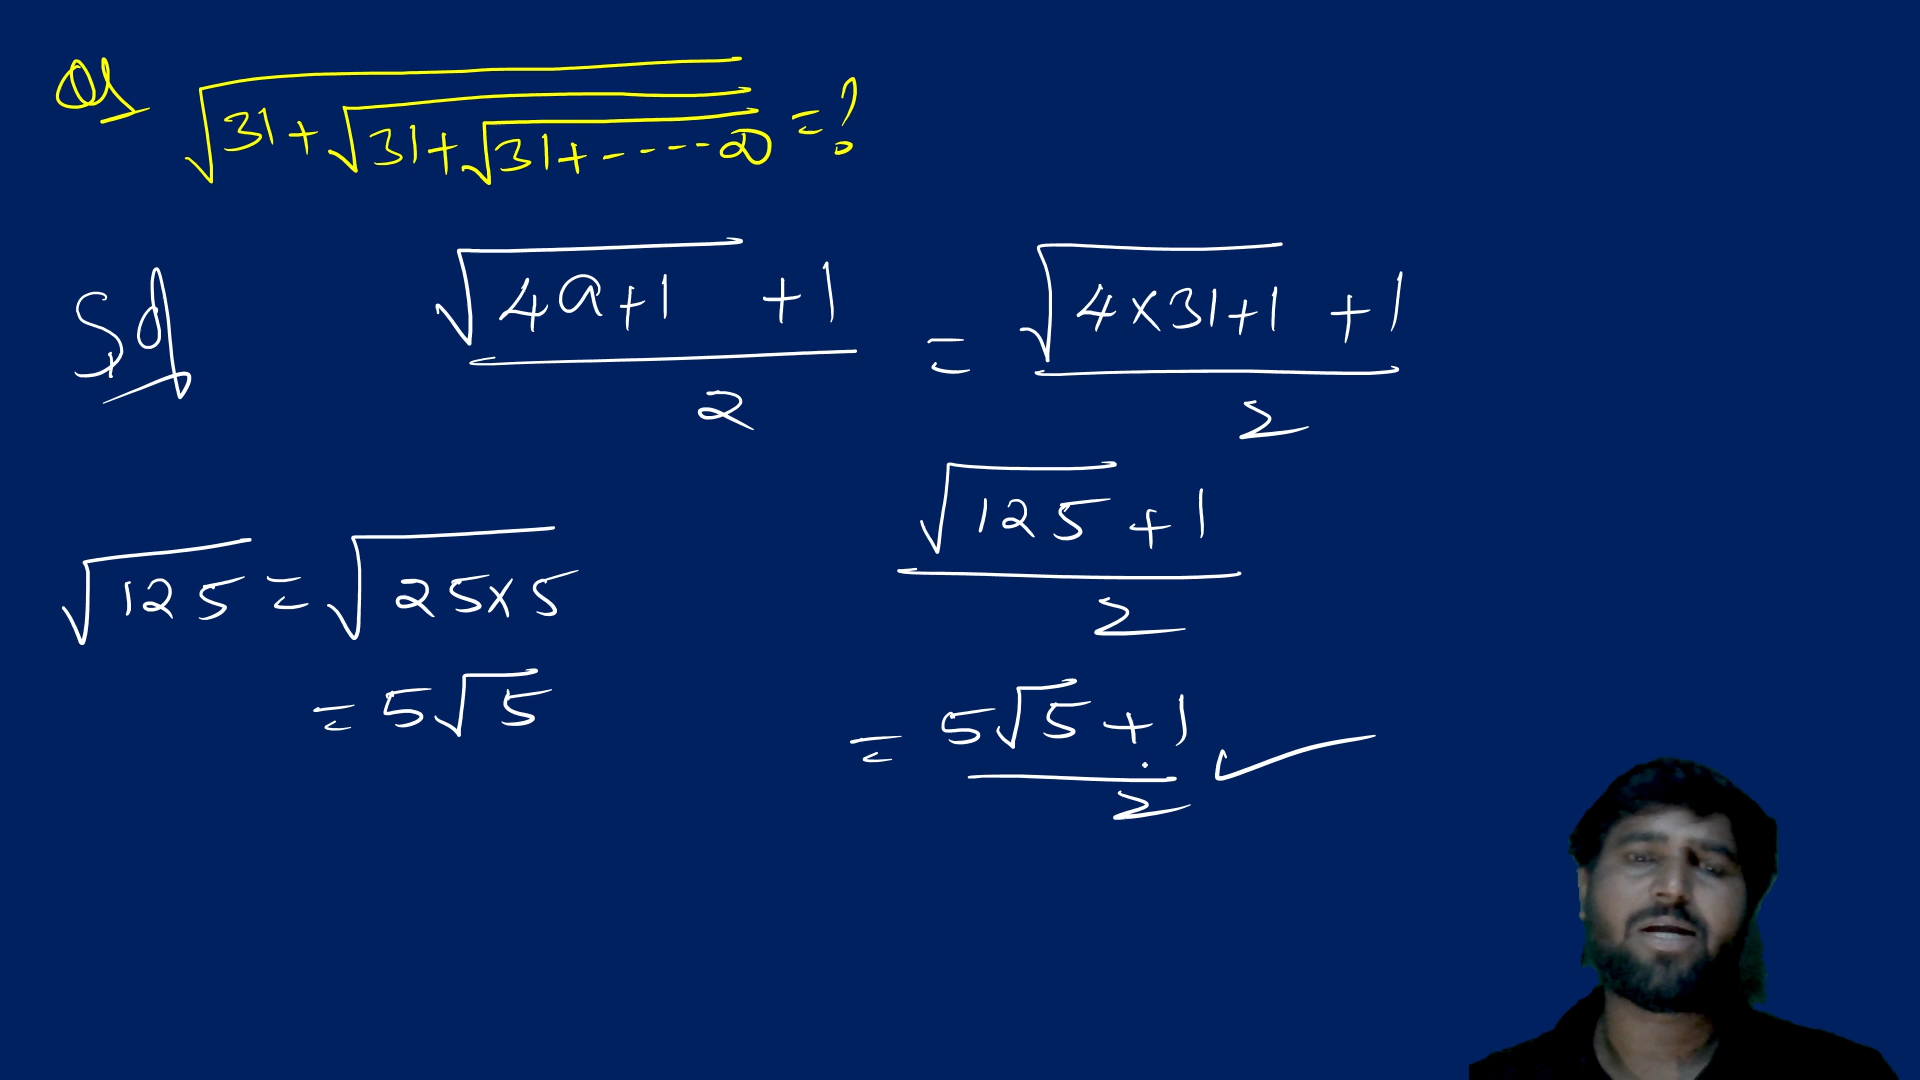 Q √31+√31+√31+-----∞ = ?
Sol √4a+1 +1 / 2 = √4×31+1 +1 / 2
√125 +1 / 2
√125 = √25×5
= 5√5
= 5√5+1 / 2 ✓